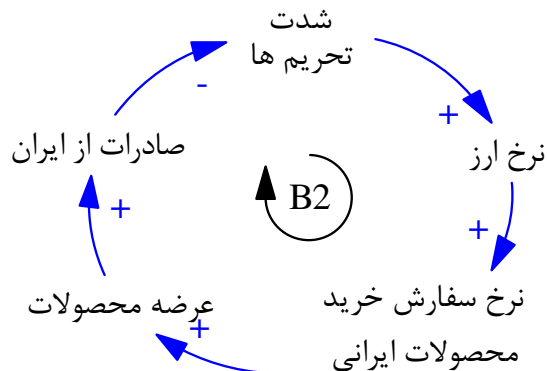 شدت
تحریم ها
+
نرخ ارز
+
نرخ سفارش خرید
محصولات ایرانی
+
عرضه محصولات
+
صادرات از ایران
-
B2